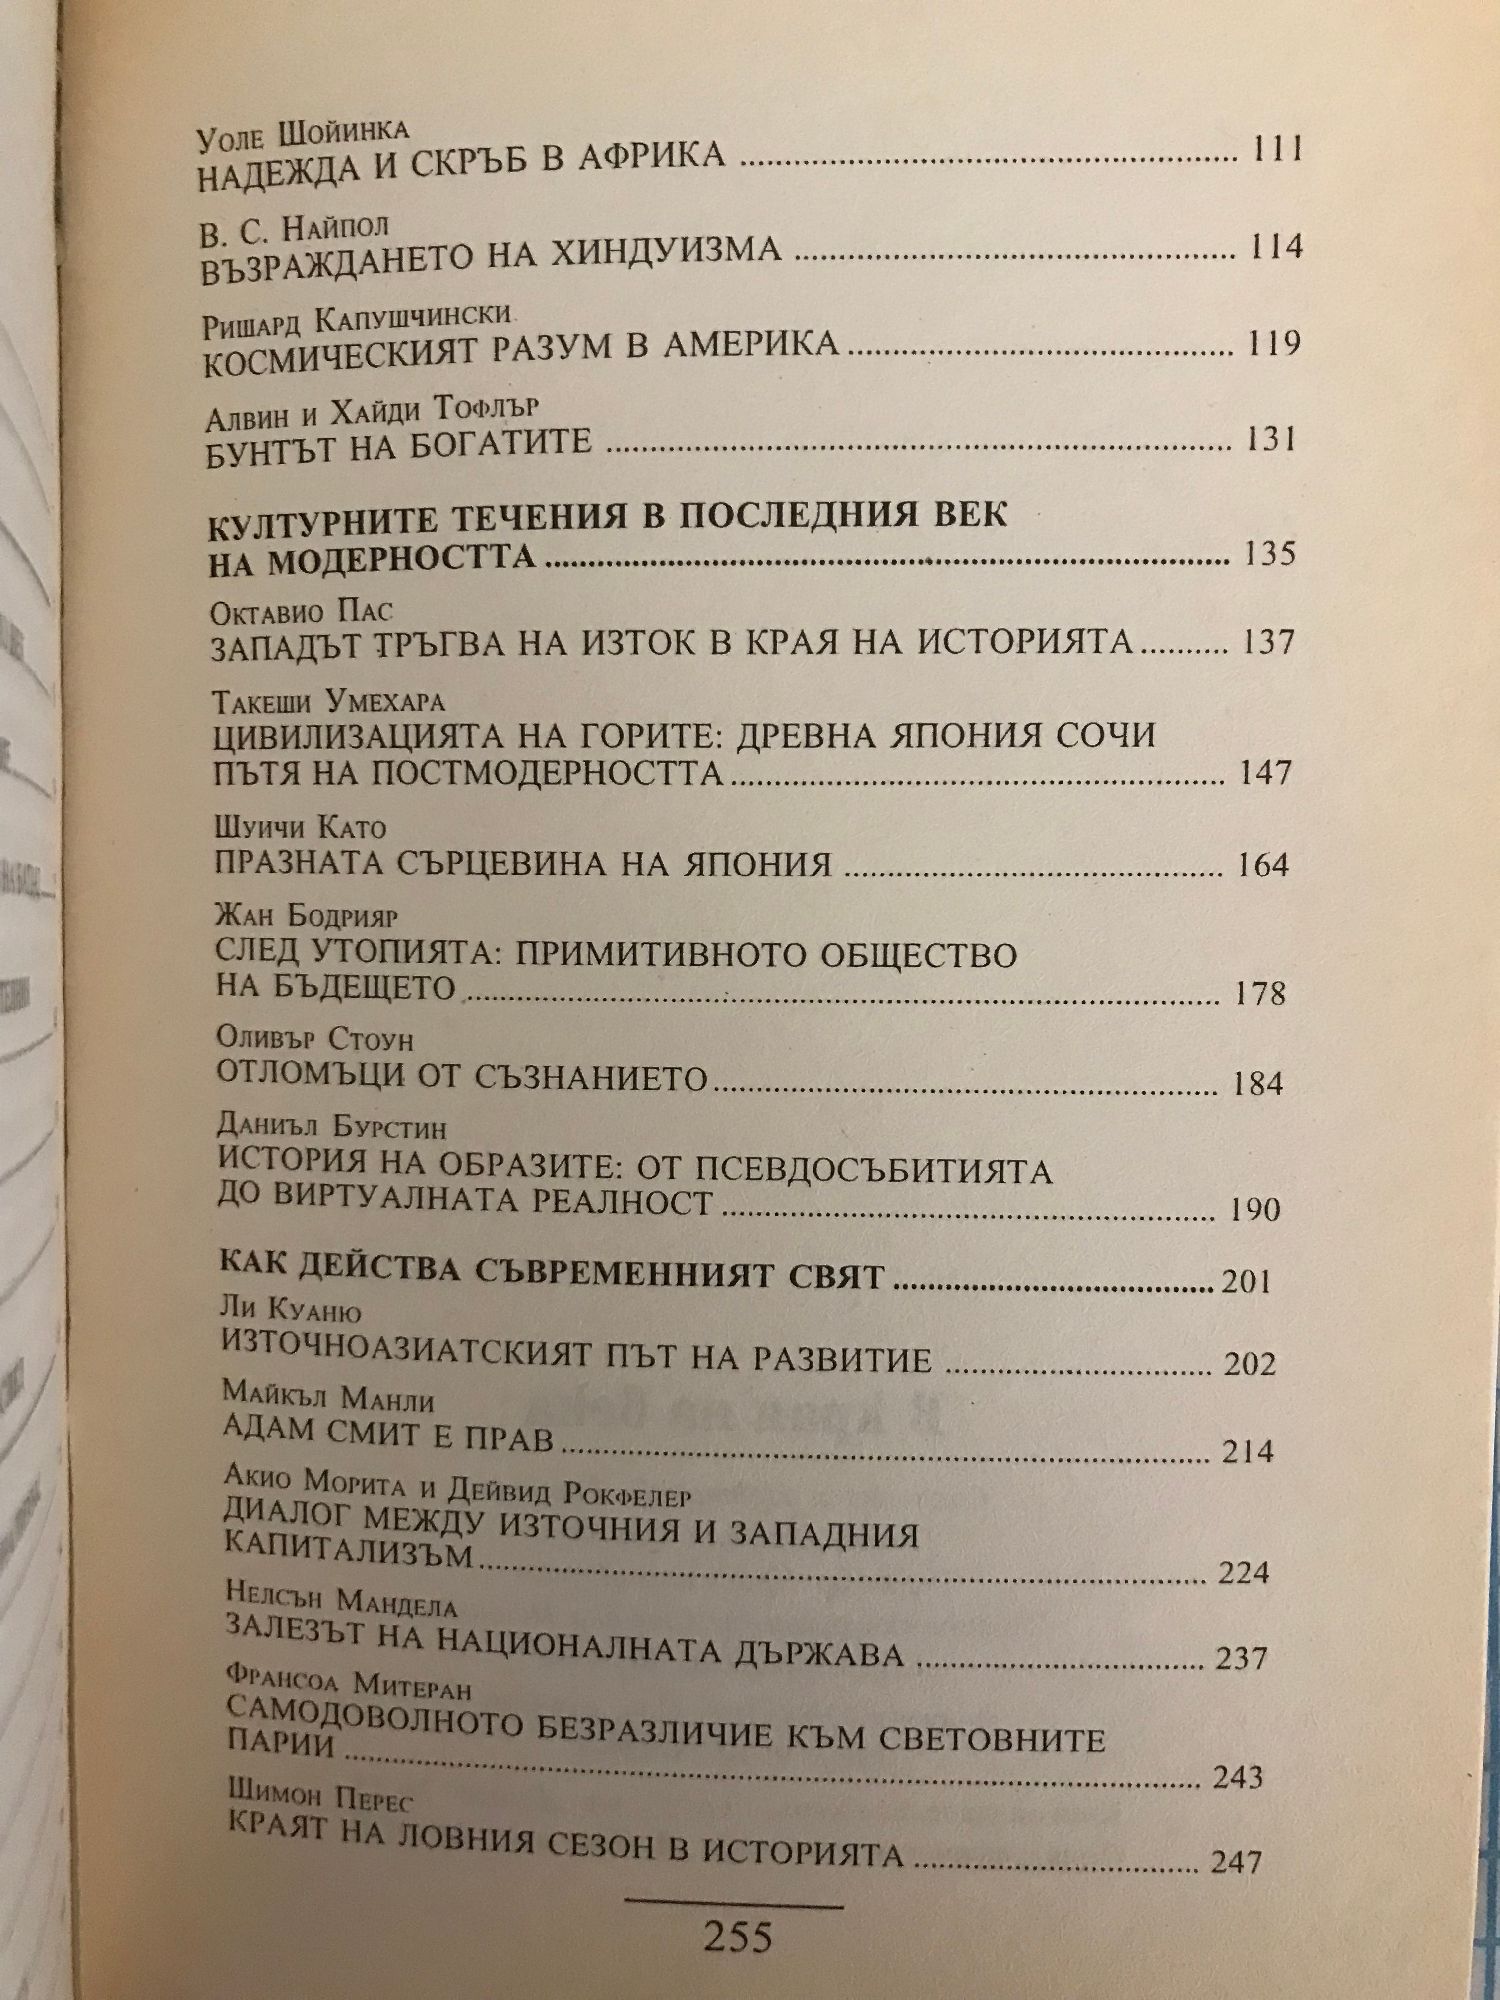 Уоле Шойинка
НАДЕЖДА И СКРЪБ В АФРИКА ........ 111
В. С. Найпол
ВЪЗРАЖДАНЕТО НА ХИНДУИЗМА ........ 114
Ришард Капушчински
КОСМИЧЕСКИЯТ РАЗУМ В АМЕРИКА ........ 119
Алвин и Хайди Тофлър
БУНТЪТ НА БОГАТИТЕ ........ 131
КУЛТУРНИТЕ ТЕЧЕНИЯ В ПОСЛЕДНИЯ ВЕК
НА МОДЕРНОСТТА ........ 135
Октавио Пас
ЗАПАДЪТ ТРЪГВА НА ИЗТОК В КРАЯ НА ИСТОРИЯТА ........ 137
Такеши Умехара
ЦИВИЛИЗАЦИЯТА НА ГОРИТЕ: ДРЕВНА ЯПОНИЯ СОЧИ
ПЪТЯ НА ПОСТМОДЕРНОСТТА ........ 147
Шуичи Като
ПРАЗНАТА СЪРЦЕВИНА НА ЯПОНИЯ ........ 164
Жан Бодрияр
СЛЕД УТОПИЯТА: ПРИМИТИВНОТО ОБЩЕСТВО
НА БЪДЕЩЕТО ........ 178
Оливър Стоун
ОТЛОМЪЦИ ОТ СЪЗНАНИЕТО ........ 184
Даниъл Бурстин
ИСТОРИЯ НА ОБРАЗИТЕ: ОТ ПСЕВДОСЪБИТИЯТА
ДО ВИРТУАЛНАТА РЕАЛНОСТ ........ 190
КАК ДЕЙСТВА СЪВРЕМЕННИЯТ СВЯТ ........ 201
Ли Куаню
ИЗТОЧНОАЗИАТСКИЯТ ПЪТ НА РАЗВИТИЕ ........ 202
Майкъл Манли
АДАМ СМИТ Е ПРАВ ........ 214
Акио Морита и Дейвид Рокфелер
ДИАЛОГ МЕЖДУ ИЗТОЧНИЯ И ЗАПАДНИЯ
КАПИТАЛИЗЪМ ........ 224
Нелсън Мандела
ЗАЛЕЗЪТ НА НАЦИОНАЛНАТА ДЪРЖАВА ........ 237
Франсоа Митеран
САМОДОВОЛНОТО БЕЗРАЗЛИЧИЕ КЪМ СВЕТОВНИТЕ
ПАРИИ ........ 243
Шимон Перес
КРАЯТ НА ЛОВНИЯ СЕЗОН В ИСТОРИЯТА ........ 247
255